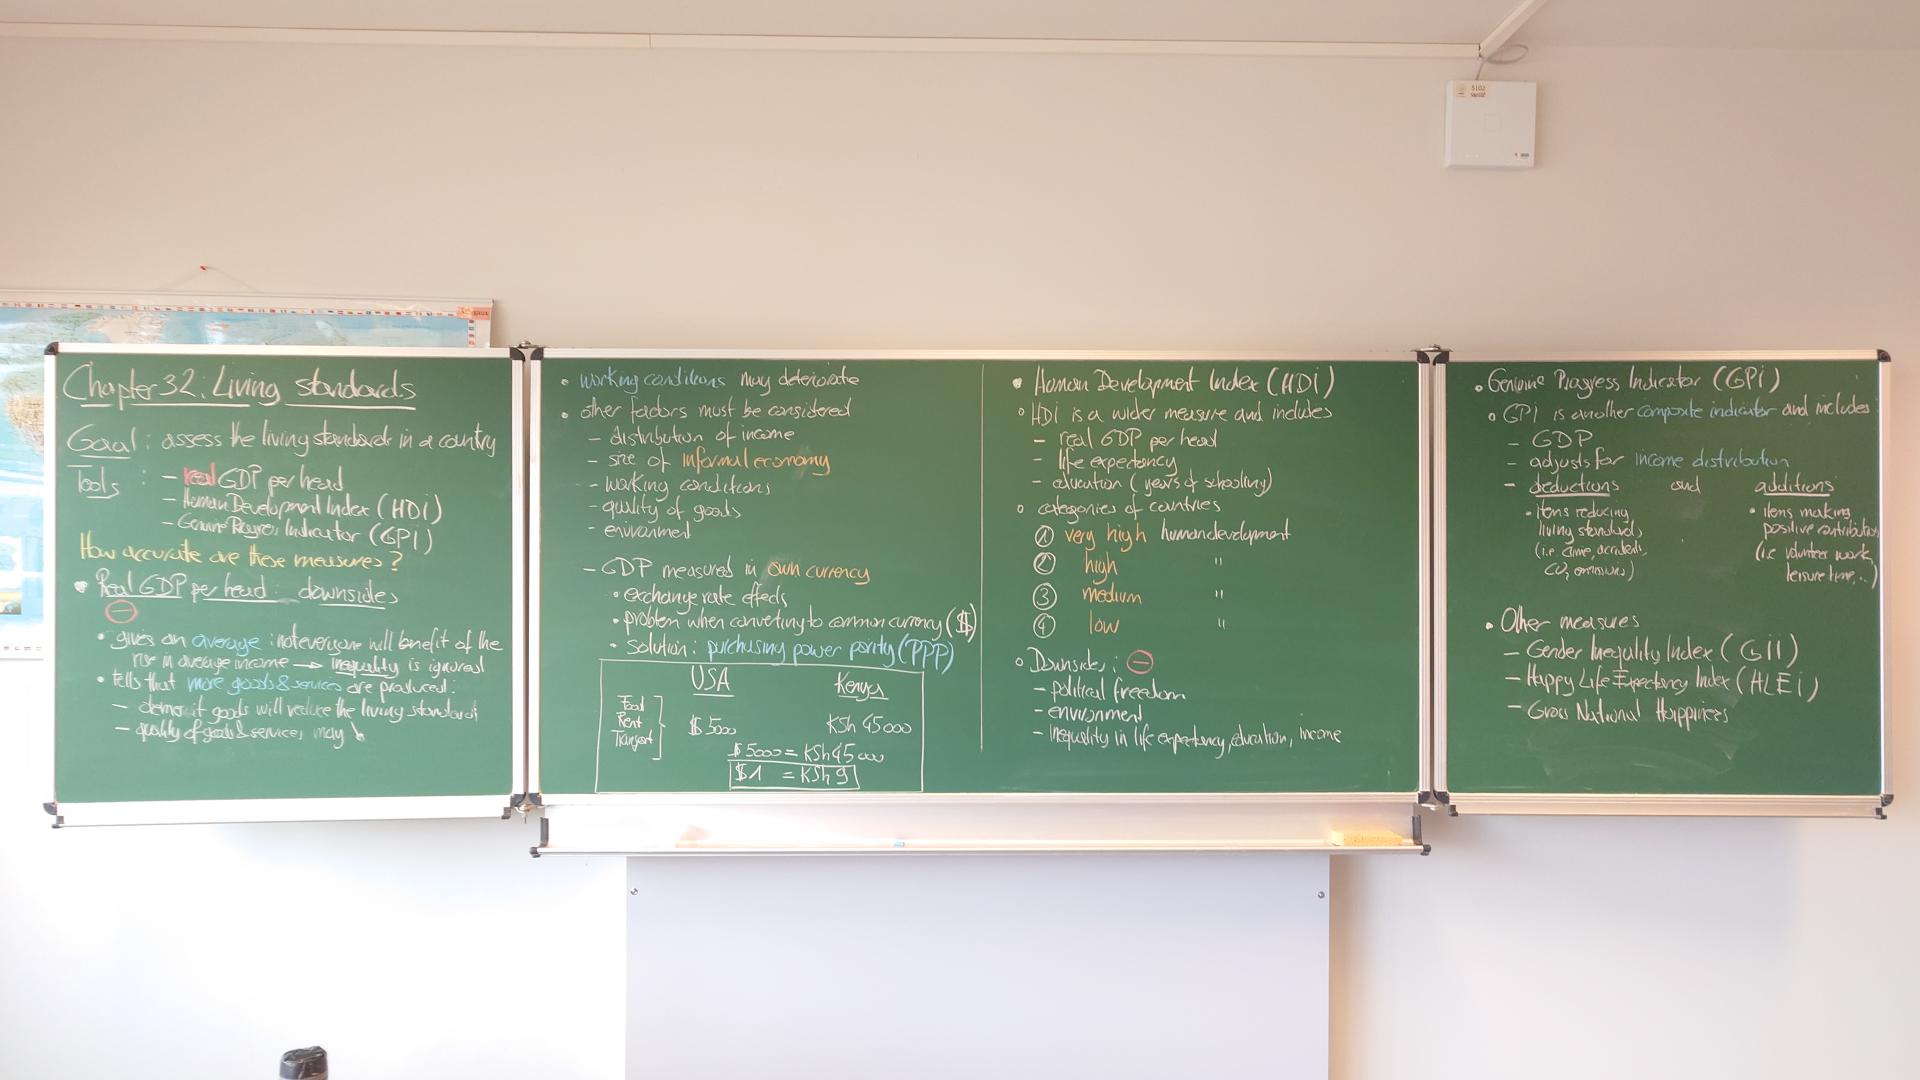 Chapter 32: Living standards
Goal: assess the living standards in a country
Tools: - real GDP per head
- Human Development Index (HDI)
- Genuine Progress Indicator (GPI)
How accurate are these measures?
• Real GDP per head: downsides
⊖
• gives an average: not everyone will benefit of the
rise in average income → inequality is ignored
• tells that more goods & services are produced:
- demerit goods will reduce the living standard
- quality of goods & services may ↘
• working conditions may deteriorate
• other factors must be considered
- distribution of income
- size of informal economy
- working conditions
- quality of goods
- environment
- GDP measured in own currency
• exchange rate effects
• problem when converting to common currency ($)
• Solution: purchasing power parity (PPP)
USA Kenya
Food
Rent $ 5000 KSh 45 000
Transport
$ 5000 = KSh 45 000
$ 1 = KSh 9
• Human Development Index (HDI)
• HDI is a wider measure and includes
- real GDP per head
- life expectancy
- education (years of schooling)
• categories of countries
① very high human development
② high "
③ medium "
④ low "
• Downsides: ⊖
- political freedom
- environment
- inequality in life expectancy, education, income
• Genuine Progress Indicator (GPI)
• GPI is another composite indicator and includes:
- GDP
- adjusts for income distribution
- deductions and additions
• items reducing
living standards
(i.e. crime, accidents,
CO₂ emissions)
• items making
positive contribution
(i.e. volunteer work,
leisure time, ..)
• Other measures
- Gender Inequality Index (GII)
- Happy Life Expectancy Index (HLEI)
- Gross National Happiness